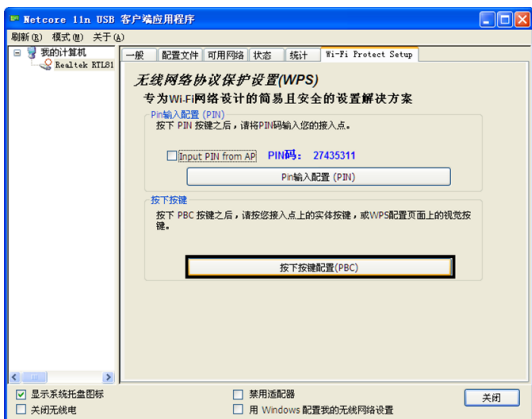 Netcore 11n USB 客户端应用程序
刷新(R) 模式(M) 关于(A)
我的计算机
Realtek RTL81
一般 配置文件 可用网络 状态 统计 Wi-Fi Protect Setup
无线网络协议保护设置(WPS)
专为Wi-Fi网络设计的简易且安全的设置解决方案
Pin输入配置 (PIN)
按下 PIN 按键之后，请将PIN码输入您的接入点。
Input PIN from AP PIN码： 27435311
Pin输入配置 (PIN)
按下按键
按下 PBC 按键之后，请按您接入点上的实体按键，或WPS配置页面上的视觉按
键。
按下按键配置(PBC)
显示系统托盘图标 禁用适配器
关闭无线电 用 Windows 配置我的无线网络设置
关闭